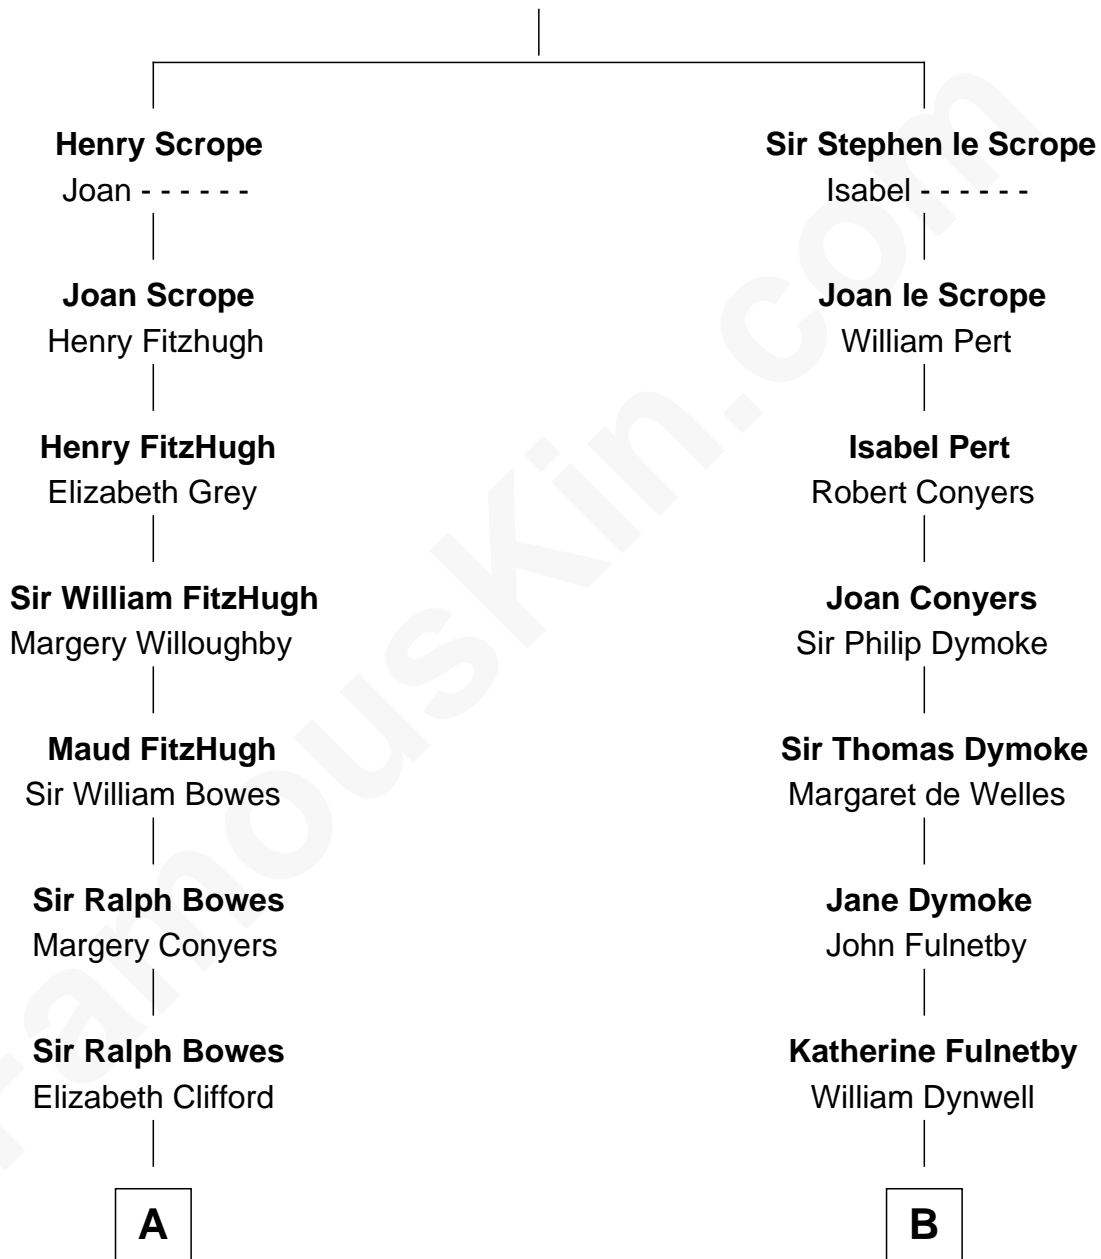 Henry Scrope
Joan - - - - - -
Joan Scrope
Henry Fitzhugh
Henry FitzHugh
Elizabeth Grey
Sir William FitzHugh
Margery Willoughby
Maud FitzHugh
Sir William Bowes
Sir Ralph Bowes
Margery Conyers
Sir Ralph Bowes
Elizabeth Clifford
A
Sir Stephen le Scrope
Isabel - - - - - -
Joan le Scrope
William Pert
Isabel Pert
Robert Conyers
Joan Conyers
Sir Philip Dymoke
Sir Thomas Dymoke
Margaret de Welles
Jane Dymoke
John Fulnetby
Katherine Fulnetby
William Dynwell
B
FamousKin.com